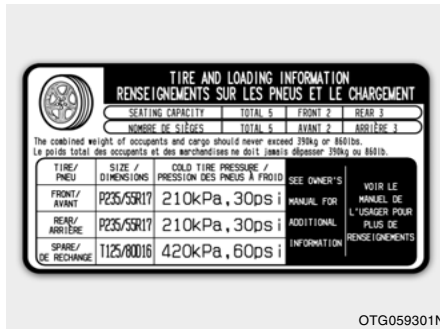 TIRE AND LOADING INFORMATION
RENSEIGNEMENTS SUR LES PNEUS ET LE CHARGEMENT
SEATING CAPACITY TOTAL 5 FRONT 2 REAR 3
NOMBRE DE SIÈGES TOTAL 5 AVANT 2 ARRIÈRE 3
The combined weight of occupants and cargo should never exceed 390kg or 860lbs.
Le poids total des occupants et des marchandises ne doit jamais dépasser 390kg ou 860lb.
TIRE/
PNEU
SIZE /
DIMENSIONS
COLD TIRE PRESSURE /
PRESSION DES PNEUS À FROID
FRONT/
AVANT
P235/55R17
210kPa,30psi
REAR/
ARRIÈRE
P235/55R17
210kPa,30psi
SPARE/
DE RECHANGE
T125/80D16
420kPa,60psi
SEE OWNER'S
MANUAL FOR
ADDITIONAL
INFORMATION
VOIR LE
MANUEL DE
L'USAGER POUR
PLUS DE
RENSEIGNEMENTS
OTG059301N